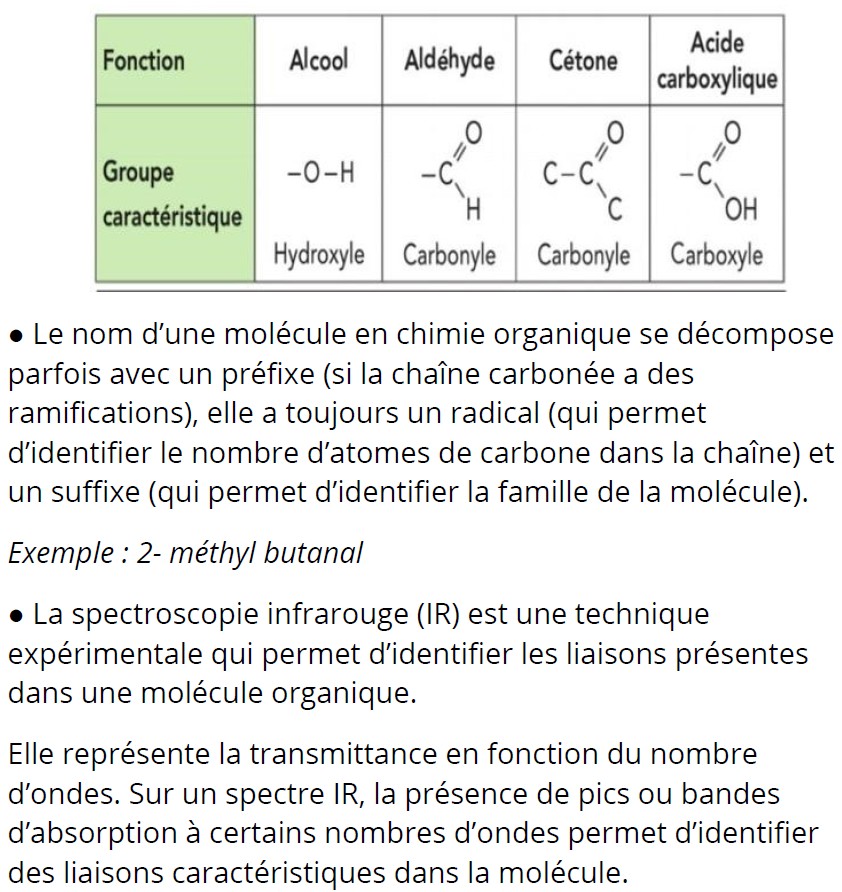 Fonction Alcool Aldéhyde Cétone Acide carboxylique
Groupe caractéristique
–O–H
–C O H
C–C O C
–C O OH
Hydroxyle Carbonyle Carbonyle Carboxyle
● Le nom d’une molécule en chimie organique se décompose
parfois avec un préfixe (si la chaîne carbonée a des
ramifications), elle a toujours un radical (qui permet
d’identifier le nombre d’atomes de carbone dans la chaîne) et
un suffixe (qui permet d’identifier la famille de la molécule).
Exemple : 2- méthyl butanal
● La spectroscopie infrarouge (IR) est une technique
expérimentale qui permet d’identifier les liaisons présentes
dans une molécule organique.
Elle représente la transmittance en fonction du nombre
d’ondes. Sur un spectre IR, la présence de pics ou bandes
d’absorption à certains nombres d’ondes permet d’identifier
des liaisons caractéristiques dans la molécule.